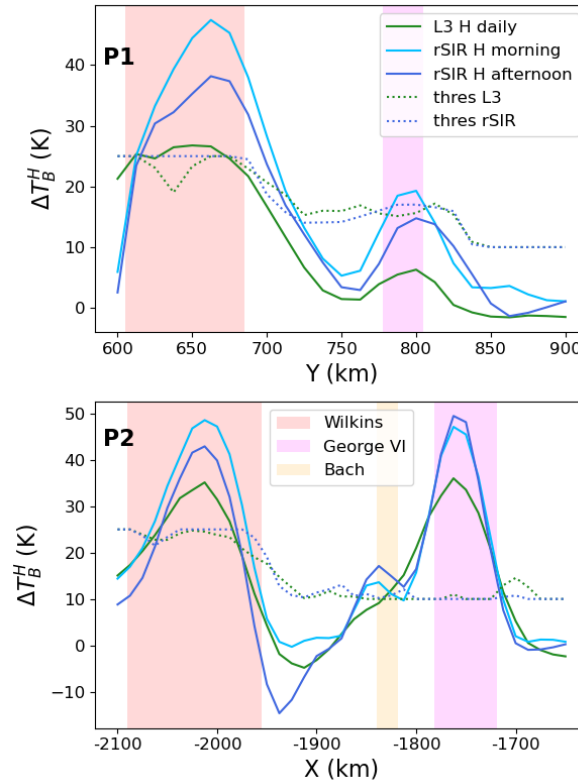 P1
L3 H daily
rSIR H morning
rSIR H afternoon
thres L3
thres rSIR
ΔT_B^H (K)
40
30
20
10
0
600 650 700 750 800 850 900
Y (km)
P2
Wilkins
George VI
Bach
ΔT_B^H (K)
50
40
30
20
10
0
−10
-2100 -2000 -1900 -1800 -1700
X (km)